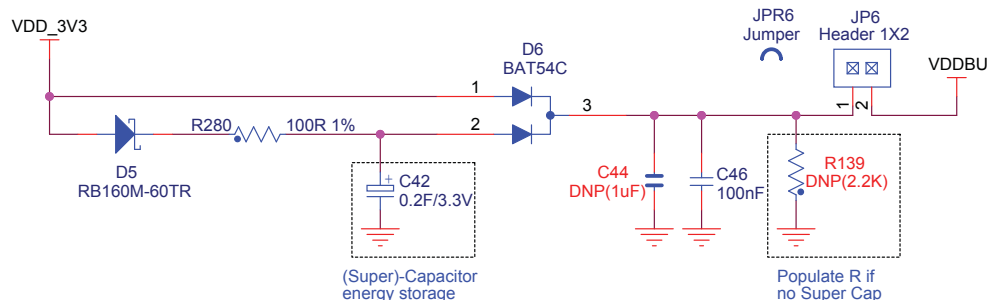 VDD_3V3
JPR6
Jumper
JP6
Header 1X2
VDDBU
D6
BAT54C
1
2
3
1
2
R280
100R 1%
D5
RB160M-60TR
+
C42
0.2F/3.3V
C44
DNP(1uF)
C46
100nF
R139
DNP(2.2K)
(Super)-Capacitor
energy storage
Populate R if
no Super Cap